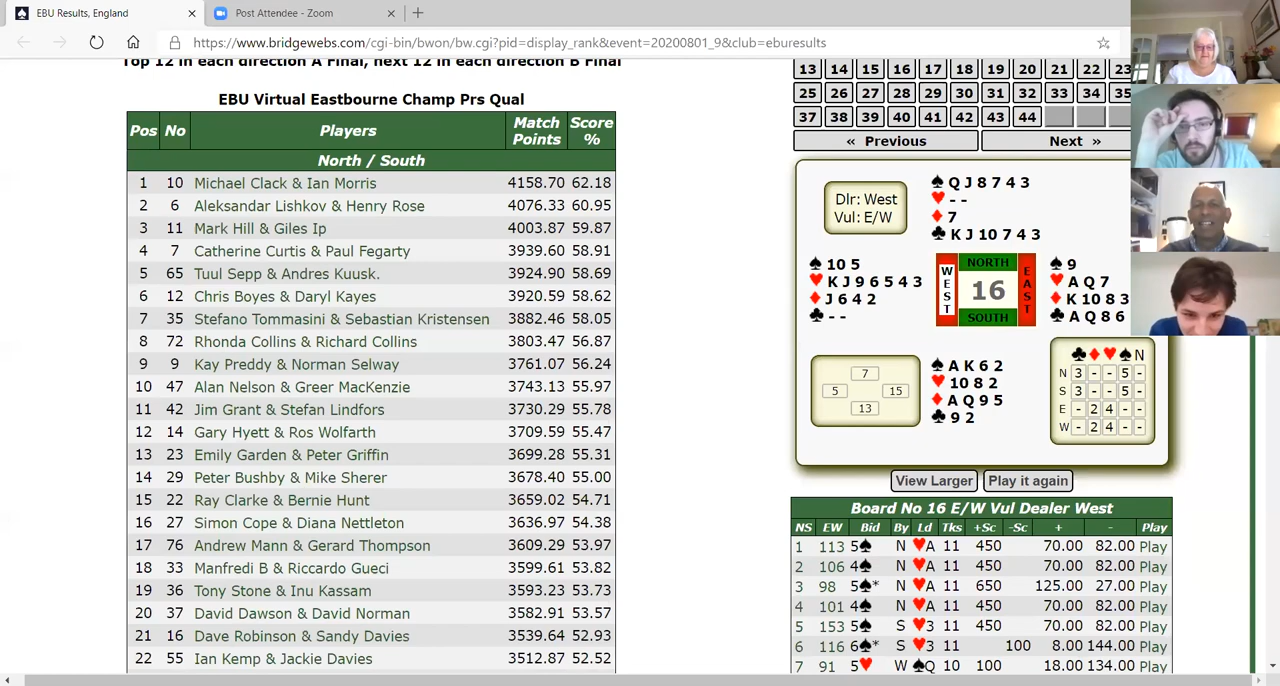 EBU Results, England
Post Attendee - Zoom
https://www.bridgewebs.com/cgi-bin/bwon/bw.cgi?pid=display_rank&event=20200801_9&club=eburesults
Top 12 in each direction A Final, next 12 in each direction B Final
EBU Virtual Eastbourne Champ Prs Qual
Pos No Players Match Points Score %
North / South
1 10 Michael Clack & Ian Morris 4158.70 62.18
2 6 Aleksandar Lishkov & Henry Rose 4076.33 60.95
3 11 Mark Hill & Giles Ip 4003.87 59.87
4 7 Catherine Curtis & Paul Fegarty 3939.60 58.91
5 65 Tuul Sepp & Andres Kuusk. 3924.90 58.69
6 12 Chris Boyes & Daryl Kayes 3920.59 58.62
7 35 Stefano Tommasini & Sebastian Kristensen 3882.46 58.05
8 72 Rhonda Collins & Richard Collins 3803.47 56.87
9 9 Kay Preddy & Norman Selway 3761.07 56.24
10 47 Alan Nelson & Greer MacKenzie 3743.13 55.97
11 42 Jim Grant & Stefan Lindfors 3730.29 55.78
12 14 Gary Hyett & Ros Wolfarth 3709.59 55.47
13 23 Emily Garden & Peter Griffin 3699.28 55.31
14 29 Peter Bushby & Mike Sherer 3678.40 55.00
15 22 Ray Clarke & Bernie Hunt 3659.02 54.71
16 27 Simon Cope & Diana Nettleton 3636.97 54.38
17 76 Andrew Mann & Gerard Thompson 3609.29 53.97
18 33 Manfredi B & Riccardo Gueci 3599.61 53.82
19 36 Tony Stone & Inu Kassam 3593.23 53.73
20 37 David Dawson & David Norman 3582.91 53.57
21 16 Dave Robinson & Sandy Davies 3539.64 52.93
22 55 Ian Kemp & Jackie Davies 3512.87 52.52
13 14 15 16 17 18 19 20 21 22 23
25 26 27 28 29 30 31 32 33 34 35
37 38 39 40 41 42 43 44
« Previous Next »
Dlr: West
Vul: E/W
♠ Q J 8 7 4 3
♥ - -
♦ 7
♣ K J 10 7 4 3
♠ 10 5
♥ K J 9 6 5 4 3
♦ J 6 4 2
♣ - -
NORTH
WEST
16
EAST
SOUTH
♠ 9
♥ A Q 7
♦ K 10 8 3
♣ A Q 8 6
♠ A K 6 2
♥ 10 8 2
♦ A Q 9 5
♣ 9 2
7
5 15
13
♣ ♦ ♥ ♠ N
N 3 - - 5 -
S 3 - - 5 -
E - 2 4 - -
W - 2 4 - -
View Larger Play it again
Board No 16 E/W Vul Dealer West
NS EW Bid By Ld Tks +Sc -Sc + - Play
1 113 5♠ N ♥A 11 450 70.00 82.00 Play
2 106 4♠ N ♥A 11 450 70.00 82.00 Play
3 98 5♠* N ♥A 11 650 125.00 27.00 Play
4 101 4♠ N ♥A 11 450 70.00 82.00 Play
5 153 5♠ S ♥3 11 450 70.00 82.00 Play
6 116 6♠* S ♥3 11 100 8.00 144.00 Play
7 91 5♥ W ♠Q 10 100 18.00 134.00 Play